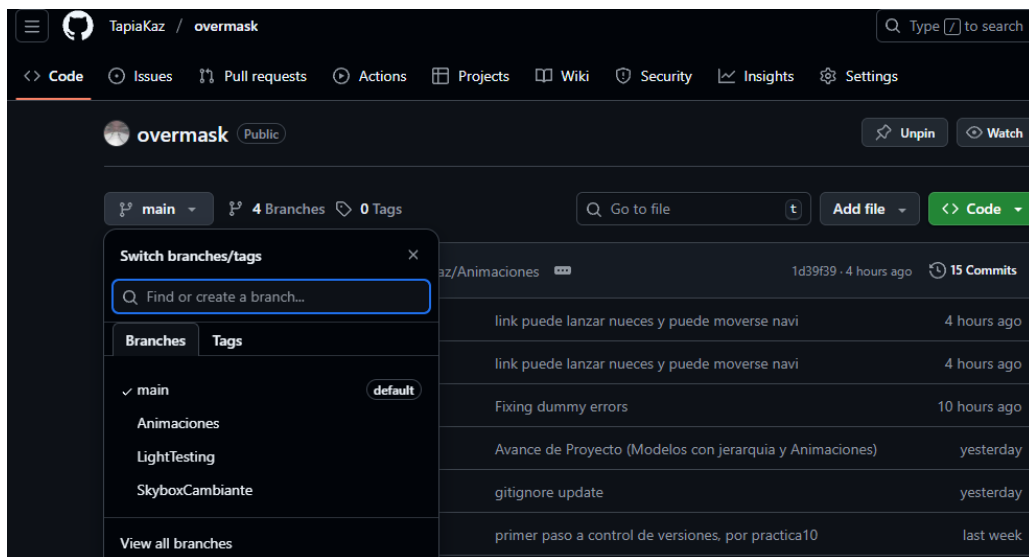 TapiaKaz / overmask
Type / to search
<> Code Issues Pull requests Actions Projects Wiki Security Insights Settings
overmask Public Unpin Watch
main 4 Branches 0 Tags Go to file t Add file <> Code
Switch branches/tags
az/Animaciones 1d39f39 · 4 hours ago 15 Commits
Find or create a branch...
link puede lanzar nueces y puede moverse navi 4 hours ago
Branches Tags
link puede lanzar nueces y puede moverse navi 4 hours ago
main default
Fixing dummy errors 10 hours ago
Animaciones
Avance de Proyecto (Modelos con jerarquia y Animaciones) yesterday
LightTesting
SkyboxCambiante
gitignore update yesterday
primer paso a control de versiones, por practica10 last week
View all branches